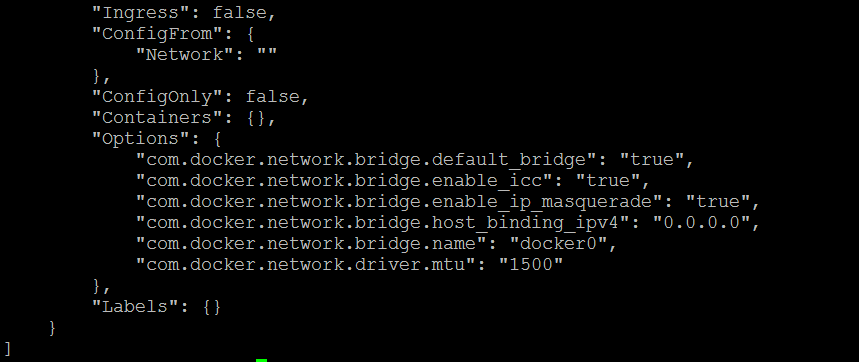 "Ingress": false,
"ConfigFrom": {
"Network": ""
},
"ConfigOnly": false,
"Containers": {},
"Options": {
"com.docker.network.bridge.default_bridge": "true",
"com.docker.network.bridge.enable_icc": "true",
"com.docker.network.bridge.enable_ip_masquerade": "true",
"com.docker.network.bridge.host_binding_ipv4": "0.0.0.0",
"com.docker.network.bridge.name": "docker0",
"com.docker.network.driver.mtu": "1500"
},
"Labels": {}
}
]